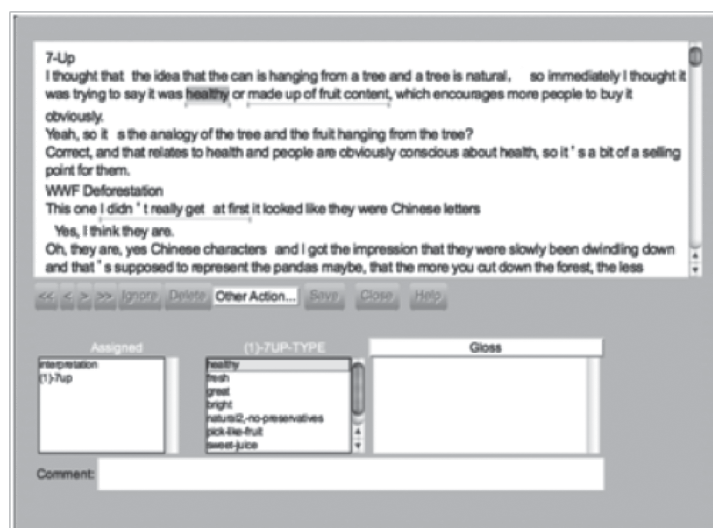 7-Up
I thought that the idea that the can is hanging from a tree and a tree is natural, so immediately I thought it
was trying to say it was healthy or made up of fruit content, which encourages more people to buy it
obviously.
Yeah, so it s the analogy of the tree and the fruit hanging from the tree?
Correct, and that relates to health and people are obviously conscious about health, so it ' s a bit of a selling
point for them.
WWF Deforestation
This one I didn ' t really get at first it looked like they were Chinese letters
Yes, I think they are.
Oh, they are, yes Chinese characters and I got the impression that they were slowly been dwindling down
and that ' s supposed to represent the pandas maybe, that the more you cut down the forest, the less
<< < > >> Ignore Delete Other Action... Save Close Help
Assigned (1)-7UP-TYPE Gloss
interpretation healthy
(1)-7up fresh
great
bright
natural2,-no-preservatives
pick-like-fruit
sweet-juice
Comment: